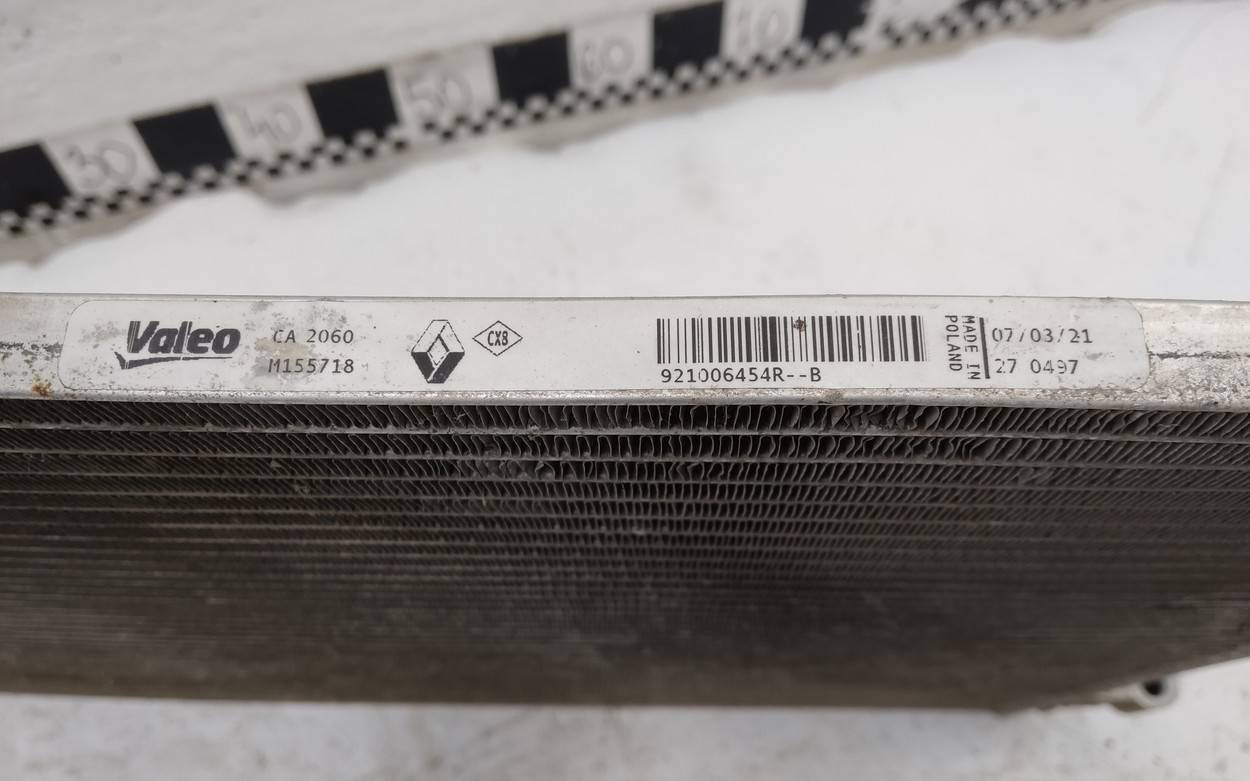 30 40 50 60 70
Valeo
CA 2060
M155718
CX8
921006454R--B
MADE IN
POLAND
07/03/21
27 0497